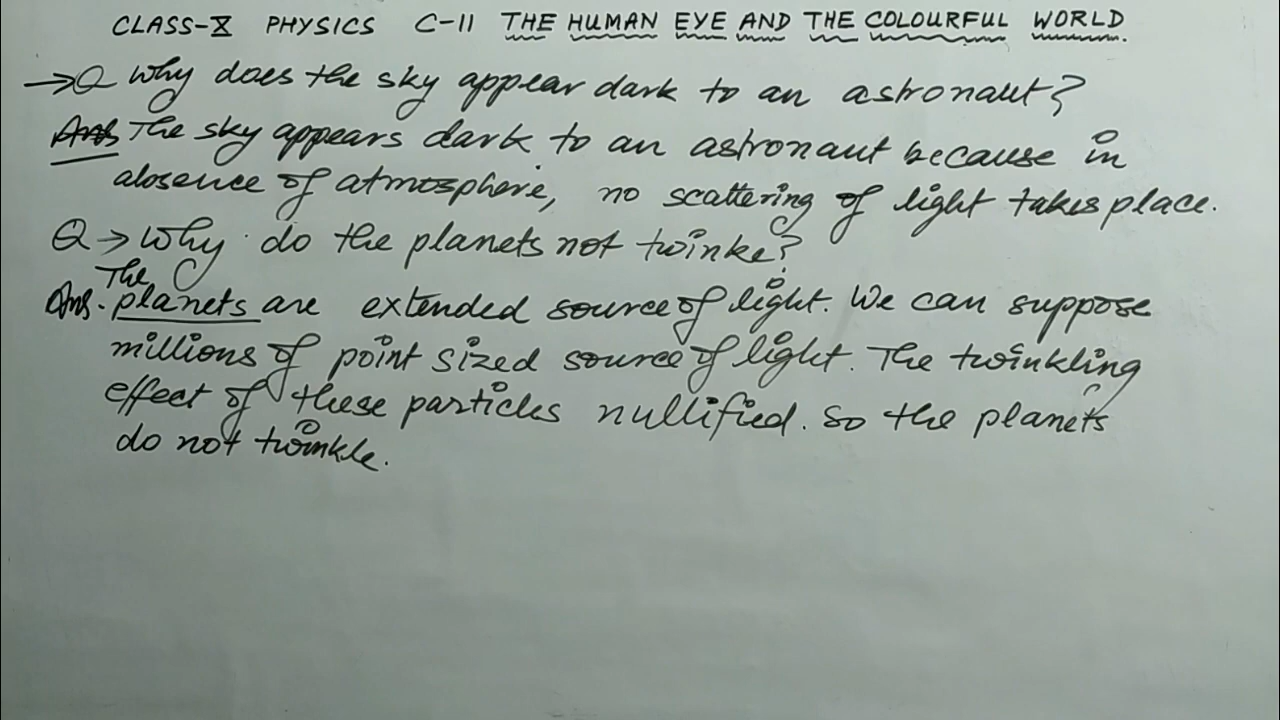 CLASS-X PHYSICS C-11 THE HUMAN EYE AND THE COLOURFUL WORLD
→Q Why does the sky appear dark to an astronaut?
Ans The sky appears dark to an astronaut because in
absence of atmosphere, no scattering of light takes place.
Q → Why do the planets not twinke?
The
Ans. planets are extended source of light. We can suppose
millions of point sized source of light. The twinkling
effect of these particles nullified. So the planets
do not twinkle.